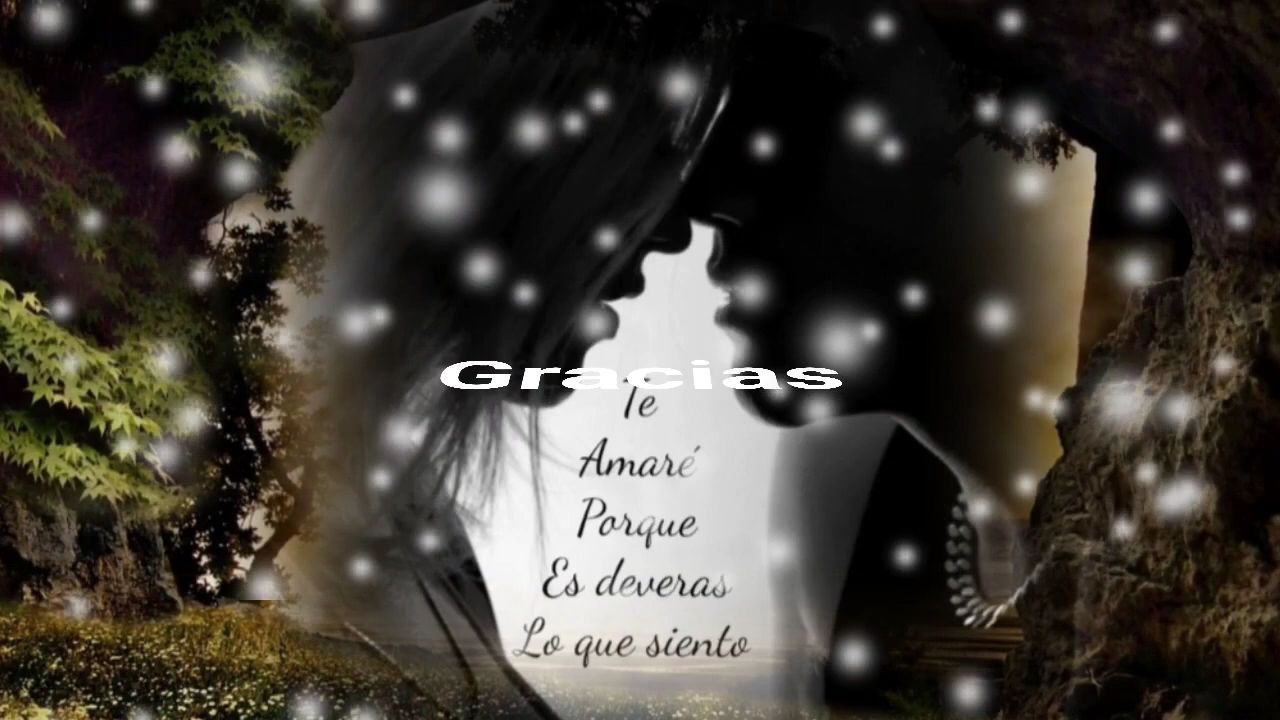 Gracias
Te
Amaré
Porque
Es deveras
Lo que siento